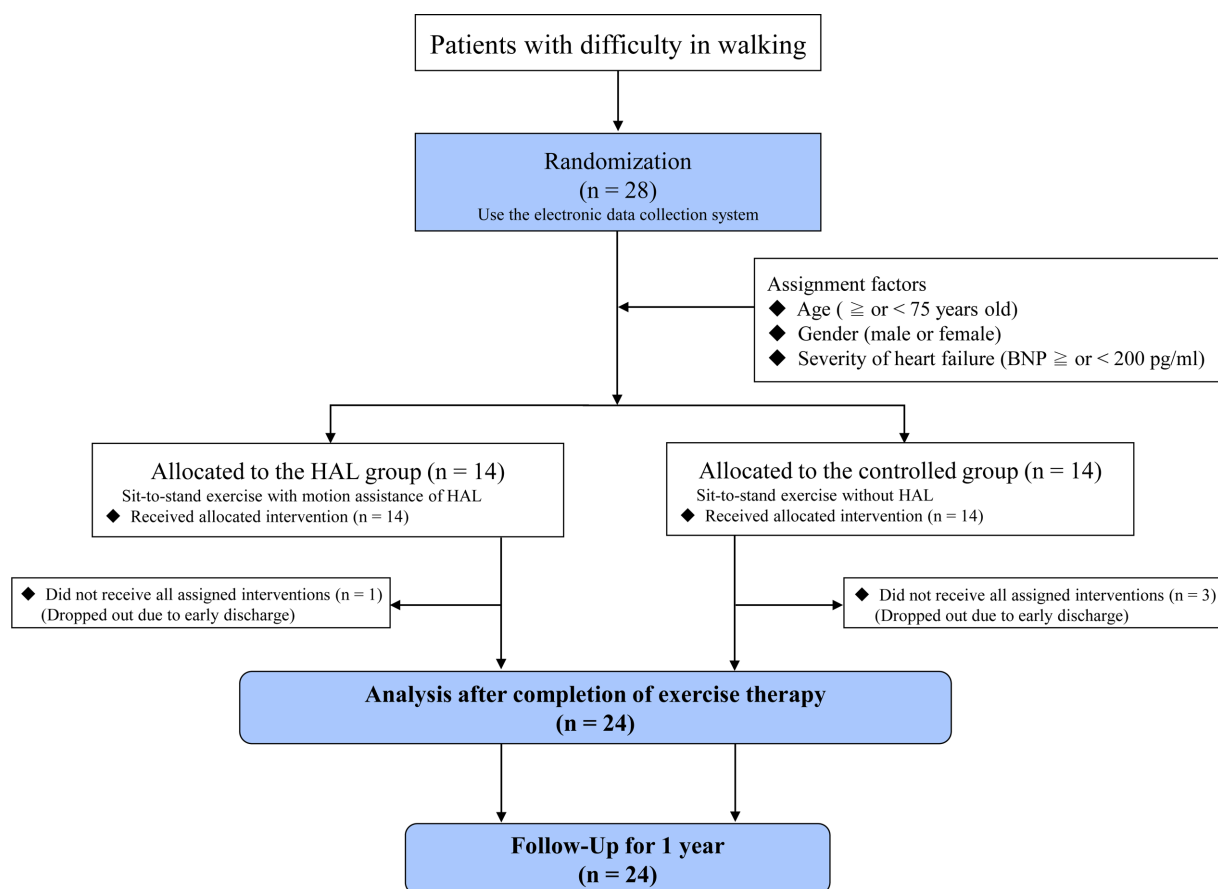 Patients with difficulty in walking
Randomization
(n = 28)
Use the electronic data collection system
Assignment factors
◆ Age ( ≧ or < 75 years old)
◆ Gender (male or female)
◆ Severity of heart failure (BNP ≧ or < 200 pg/ml)
Allocated to the HAL group (n = 14)
Sit-to-stand exercise with motion assistance of HAL
◆ Received allocated intervention (n = 14)
Allocated to the controlled group (n = 14)
Sit-to-stand exercise without HAL
◆ Received allocated intervention (n = 14)
◆ Did not receive all assigned interventions (n = 1)
(Dropped out due to early discharge)
◆ Did not receive all assigned interventions (n = 3)
(Dropped out due to early discharge)
Analysis after completion of exercise therapy
(n = 24)
Follow-Up for 1 year
(n = 24)